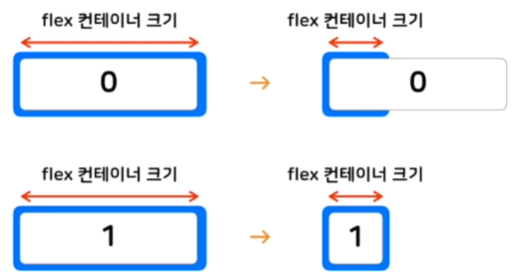 flex 컨테이너 크기 flex 컨테이너 크기
0 → 0
flex 컨테이너 크기 flex 컨테이너 크기
1 → 1